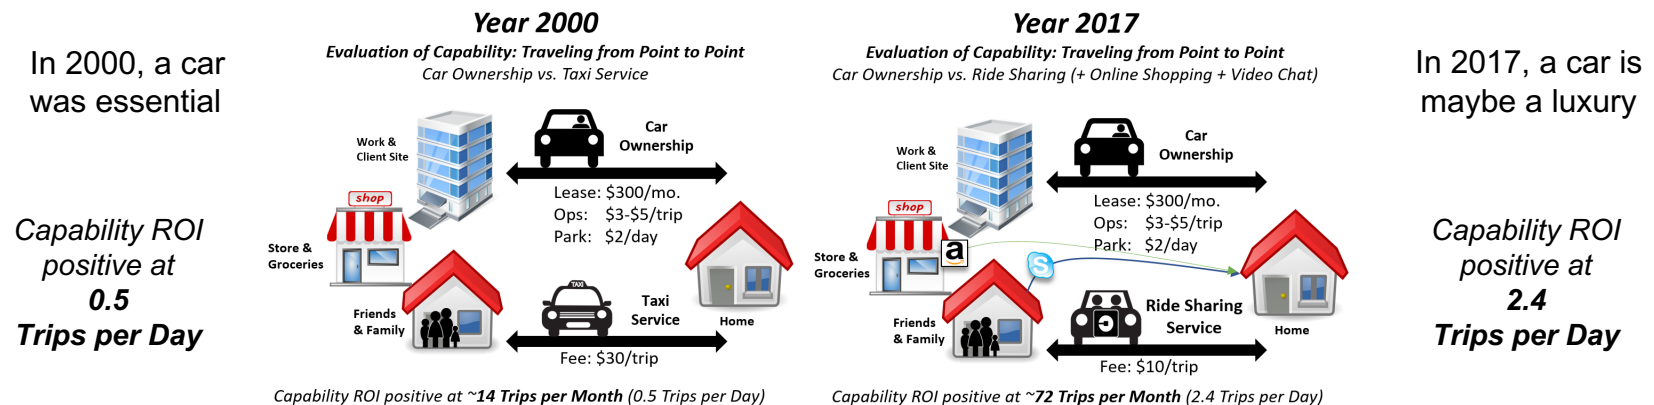 In 2000, a car
was essential
Capability ROI
positive at
0.5
Trips per Day
Year 2000
Evaluation of Capability: Traveling from Point to Point
Car Ownership vs. Taxi Service
Work &
Client Site
shop
Store &
Groceries
Friends
& Family
Car
Ownership
Lease: $300/mo.
Ops: $3-$5/trip
Park: $2/day
TAXI
Taxi
Service
Fee: $30/trip
Home
Capability ROI positive at ~14 Trips per Month (0.5 Trips per Day)
Year 2017
Evaluation of Capability: Traveling from Point to Point
Car Ownership vs. Ride Sharing (+ Online Shopping + Video Chat)
Work &
Client Site
shop
a
Store &
Groceries
S
Friends
& Family
Car
Ownership
Lease: $300/mo.
Ops: $3-$5/trip
Park: $2/day
Ride Sharing
Service
Fee: $10/trip
Home
Capability ROI positive at ~72 Trips per Month (2.4 Trips per Day)
In 2017, a car is
maybe a luxury
Capability ROI
positive at
2.4
Trips per Day